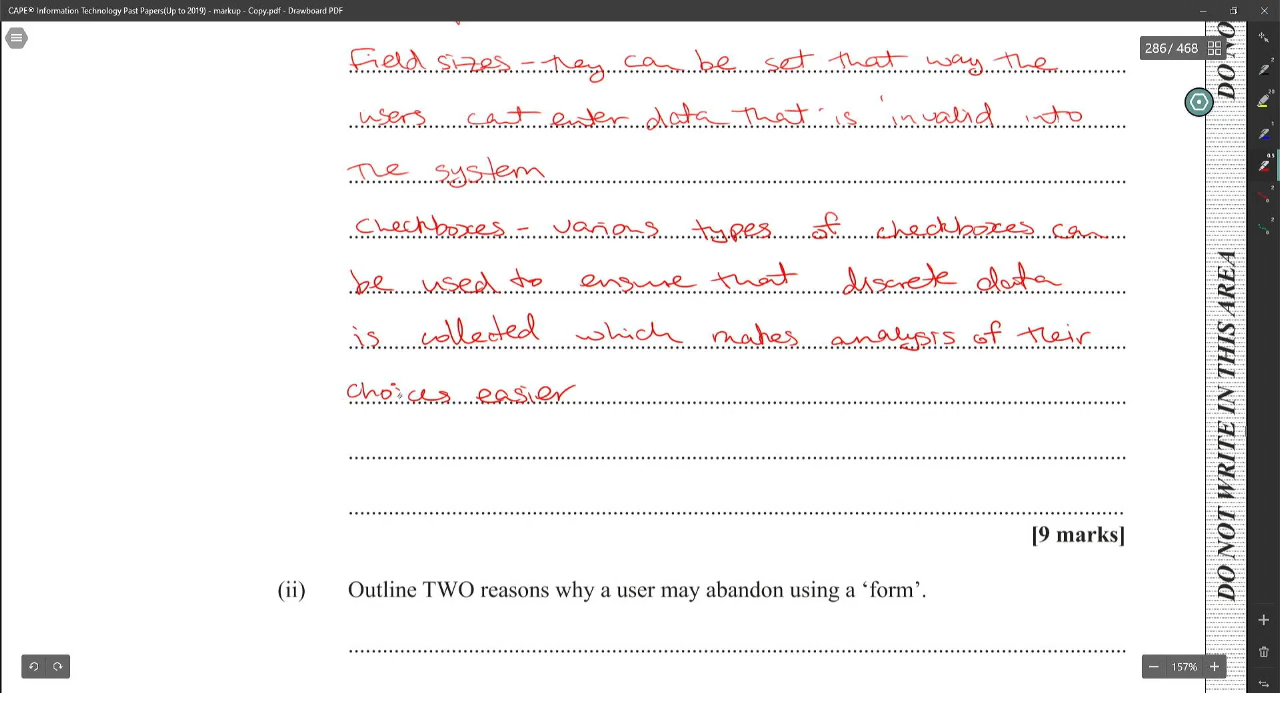 CAPE® Information Technology Past Papers(Up to 2019) - markup - Copy.pdf - Drawboard PDF
286 / 468
Field sizes - they can be set that way the
users cant enter data that is invalid into
the system
Checkboxes - various types of checkboxes can
be used to ensure that discrete data
is collected which makes analysis of their
choices easier
[9 marks]
(ii) Outline TWO reasons why a user may abandon using a ‘form’.
157%
DO NOT WRITE IN THIS AREA
DO NO